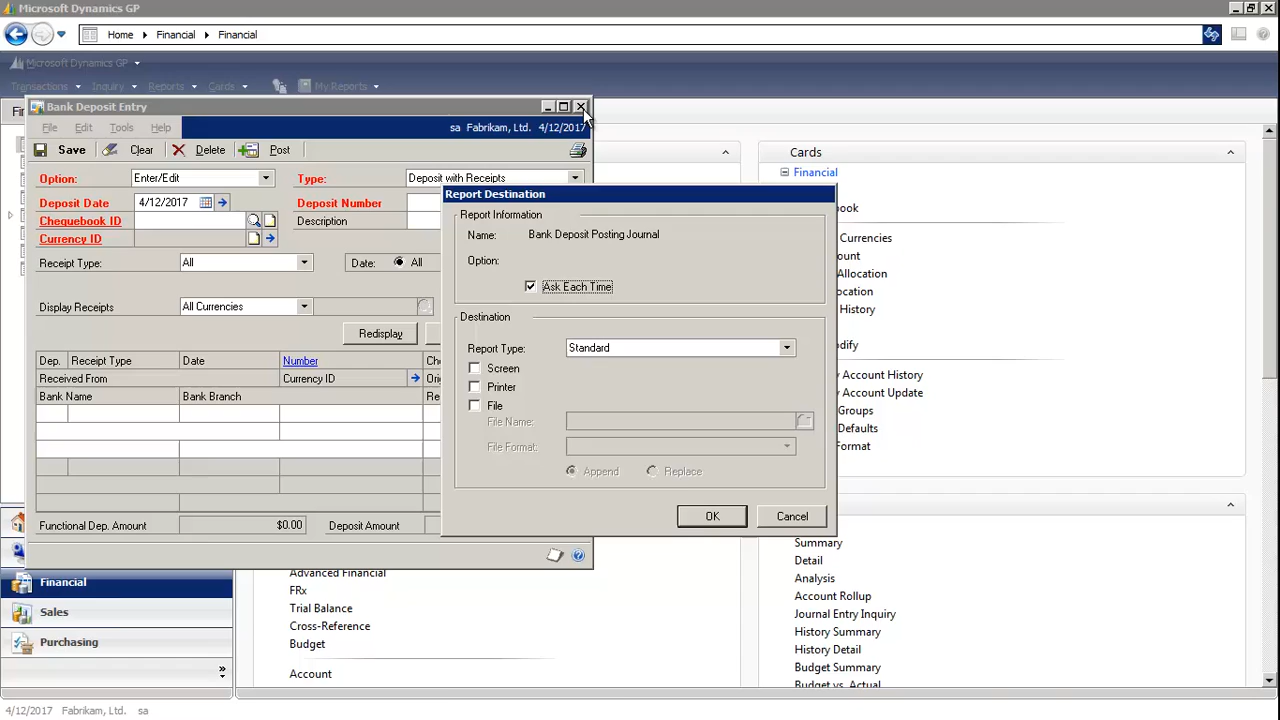 Microsoft Dynamics GP
Home Financial Financial
Microsoft Dynamics GP
Transactions Inquiry Reports Cards My Reports
Bank Deposit Entry
File Edit Tools Help sa Fabrikam, Ltd. 4/12/2017
Save Clear Delete Post
Option: Enter/Edit Type: Deposit with Receipts
Deposit Date 4/12/2017 Deposit Number
Chequebook ID Description
Currency ID
Receipt Type: All Date: All
Display Receipts All Currencies
Redisplay
Dep. Receipt Type Date Number
Received From Currency ID
Bank Name Bank Branch
Functional Dep. Amount $0.00 Deposit Amount
Report Destination
Report Information
Name: Bank Deposit Posting Journal
Option:
Ask Each Time
Destination
Report Type: Standard
Screen
Printer
File
File Name:
File Format:
Append Replace
OK Cancel
Cards
Financial
Currencies
Account History
Account Update
Groups
Format
Summary
Detail
Analysis
Account Rollup
Journal Entry Inquiry
History Summary
History Detail
Budget Summary
Budget vs. Actual
Advanced Financial
FRx
Trial Balance
Cross-Reference
Budget
Account
Financial
Sales
Purchasing
4/12/2017 Fabrikam, Ltd. sa